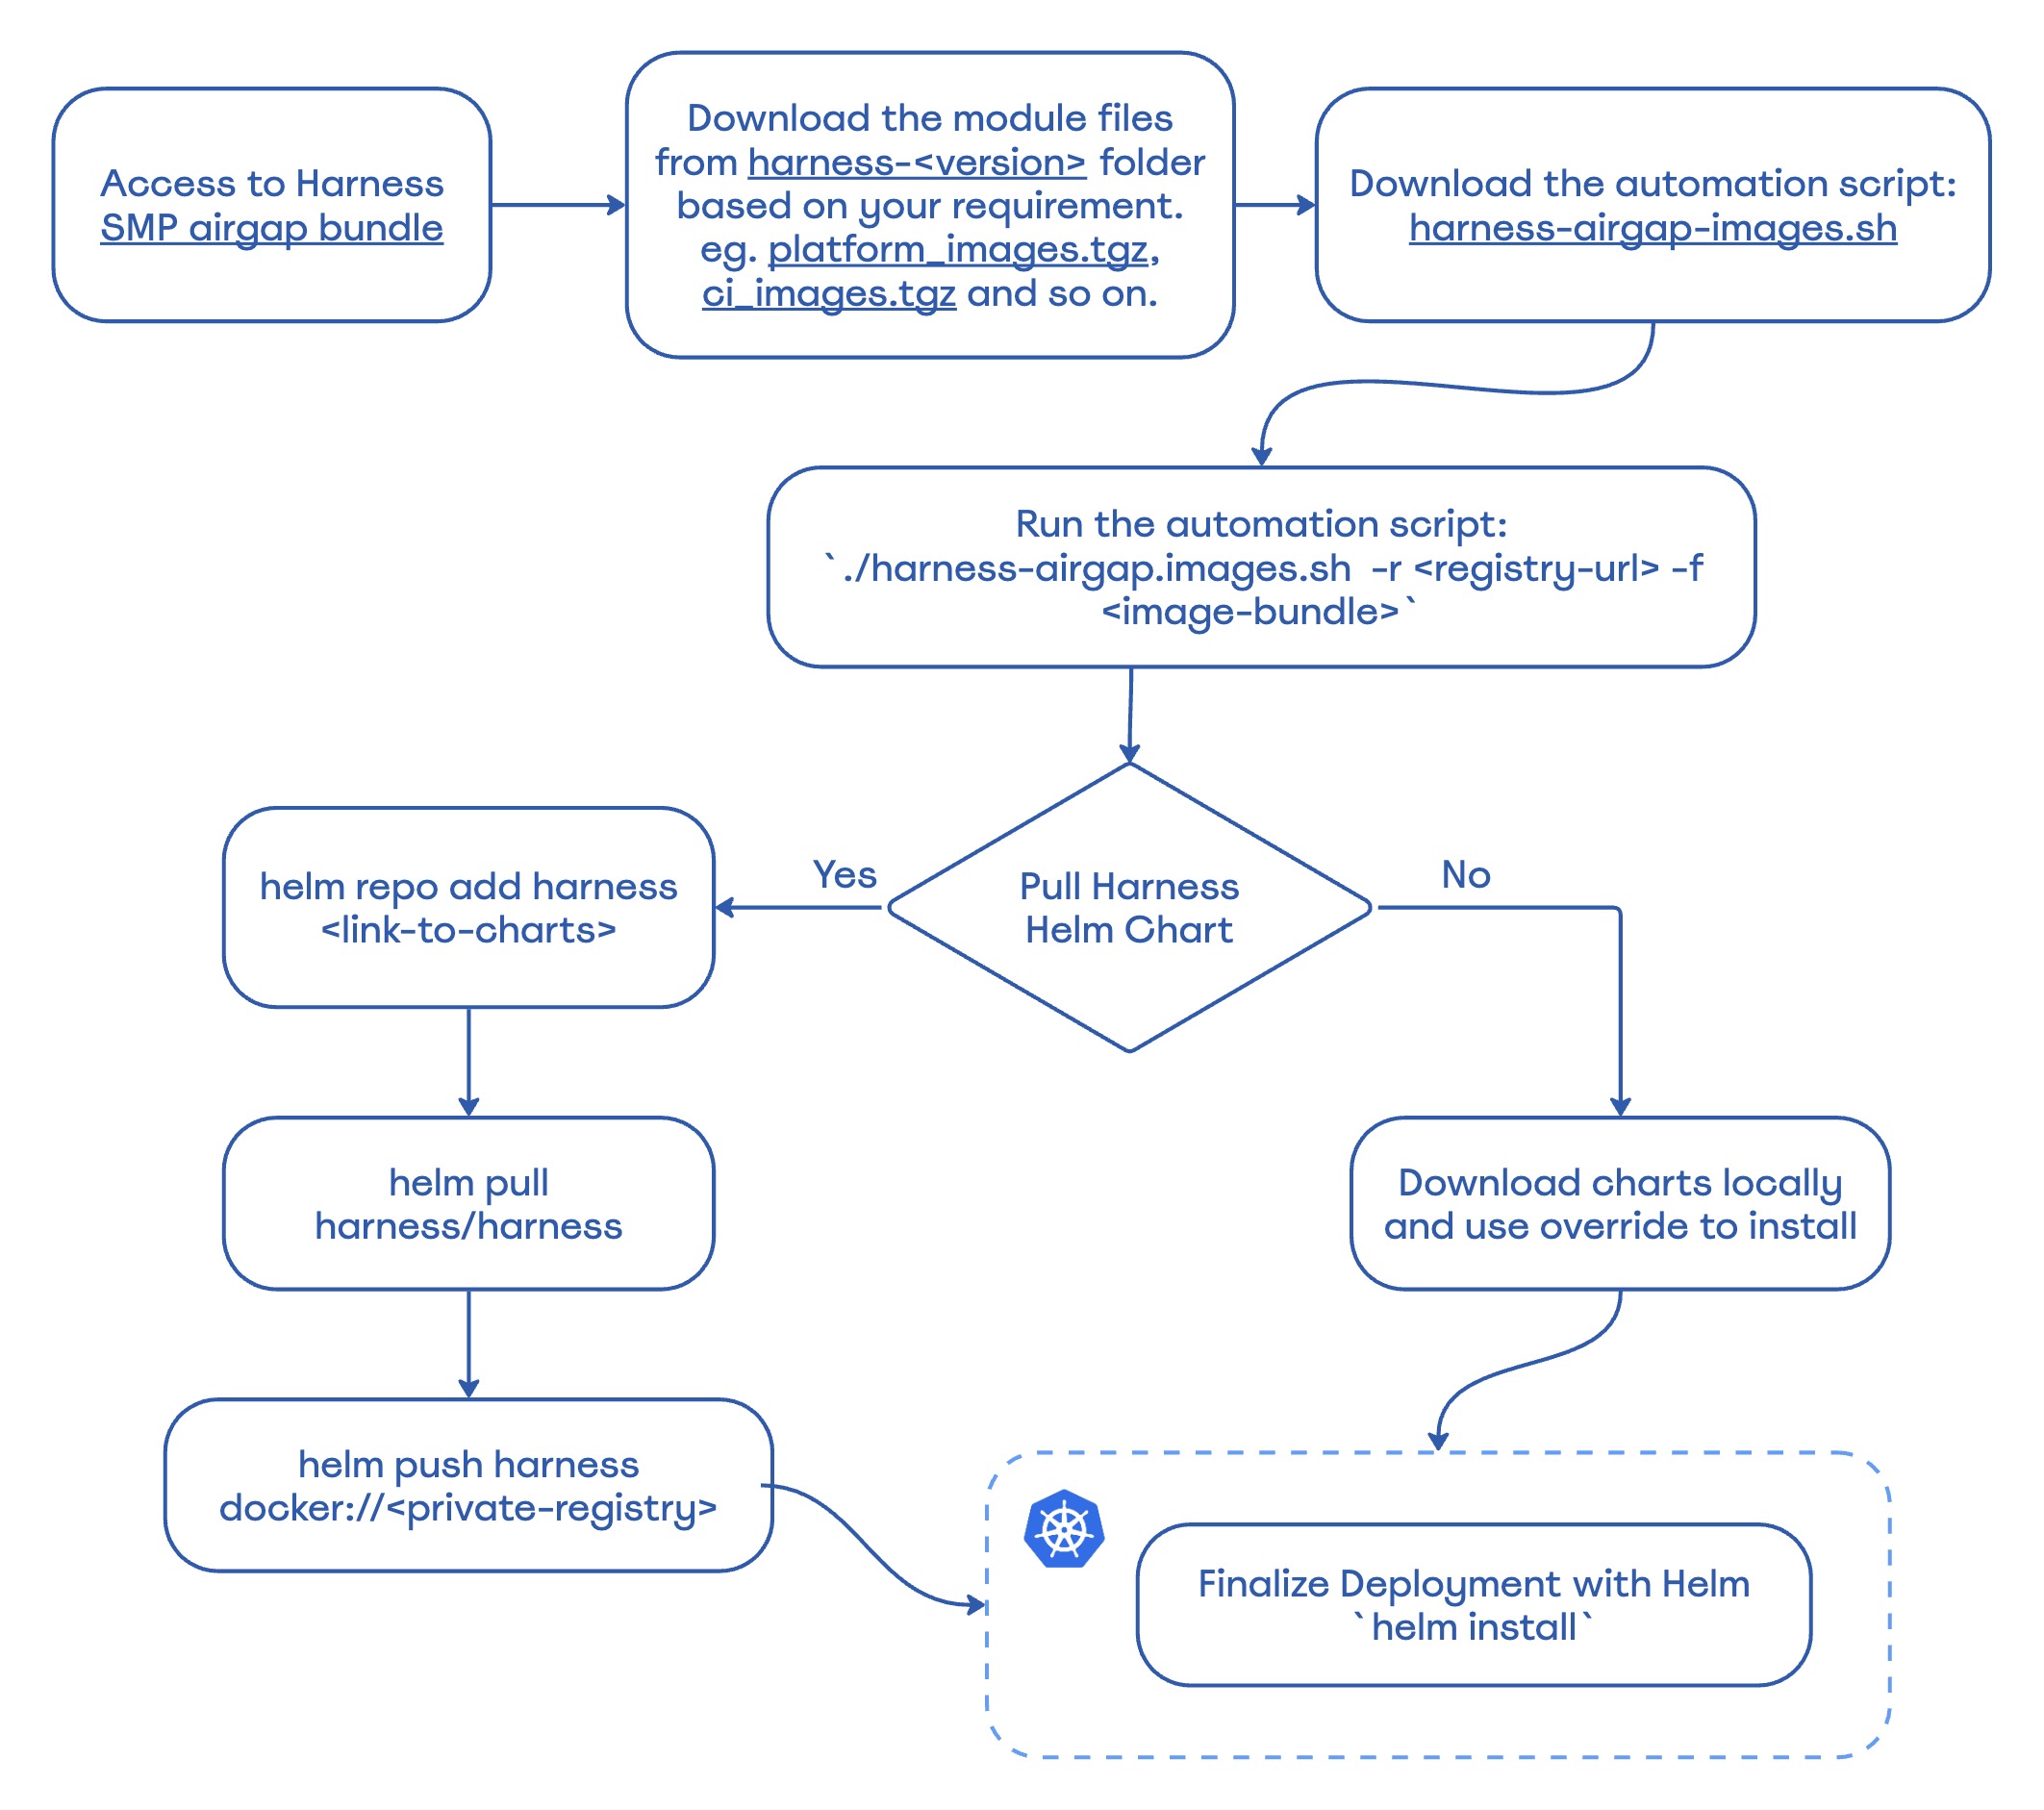 Access to Harness
SMP airgap bundle
Download the module files
from harness-<version> folder
based on your requirement.
eg. platform_images.tgz,
ci_images.tgz and so on.
Download the automation script:
harness-airgap-images.sh
Run the automation script:
`./harness-airgap.images.sh -r <registry-url> -f
<image-bundle>`
Pull Harness
Helm Chart
Yes
No
helm repo add harness
<link-to-charts>
helm pull
harness/harness
helm push harness
docker://<private-registry>
Download charts locally
and use override to install
Finalize Deployment with Helm
`helm install`